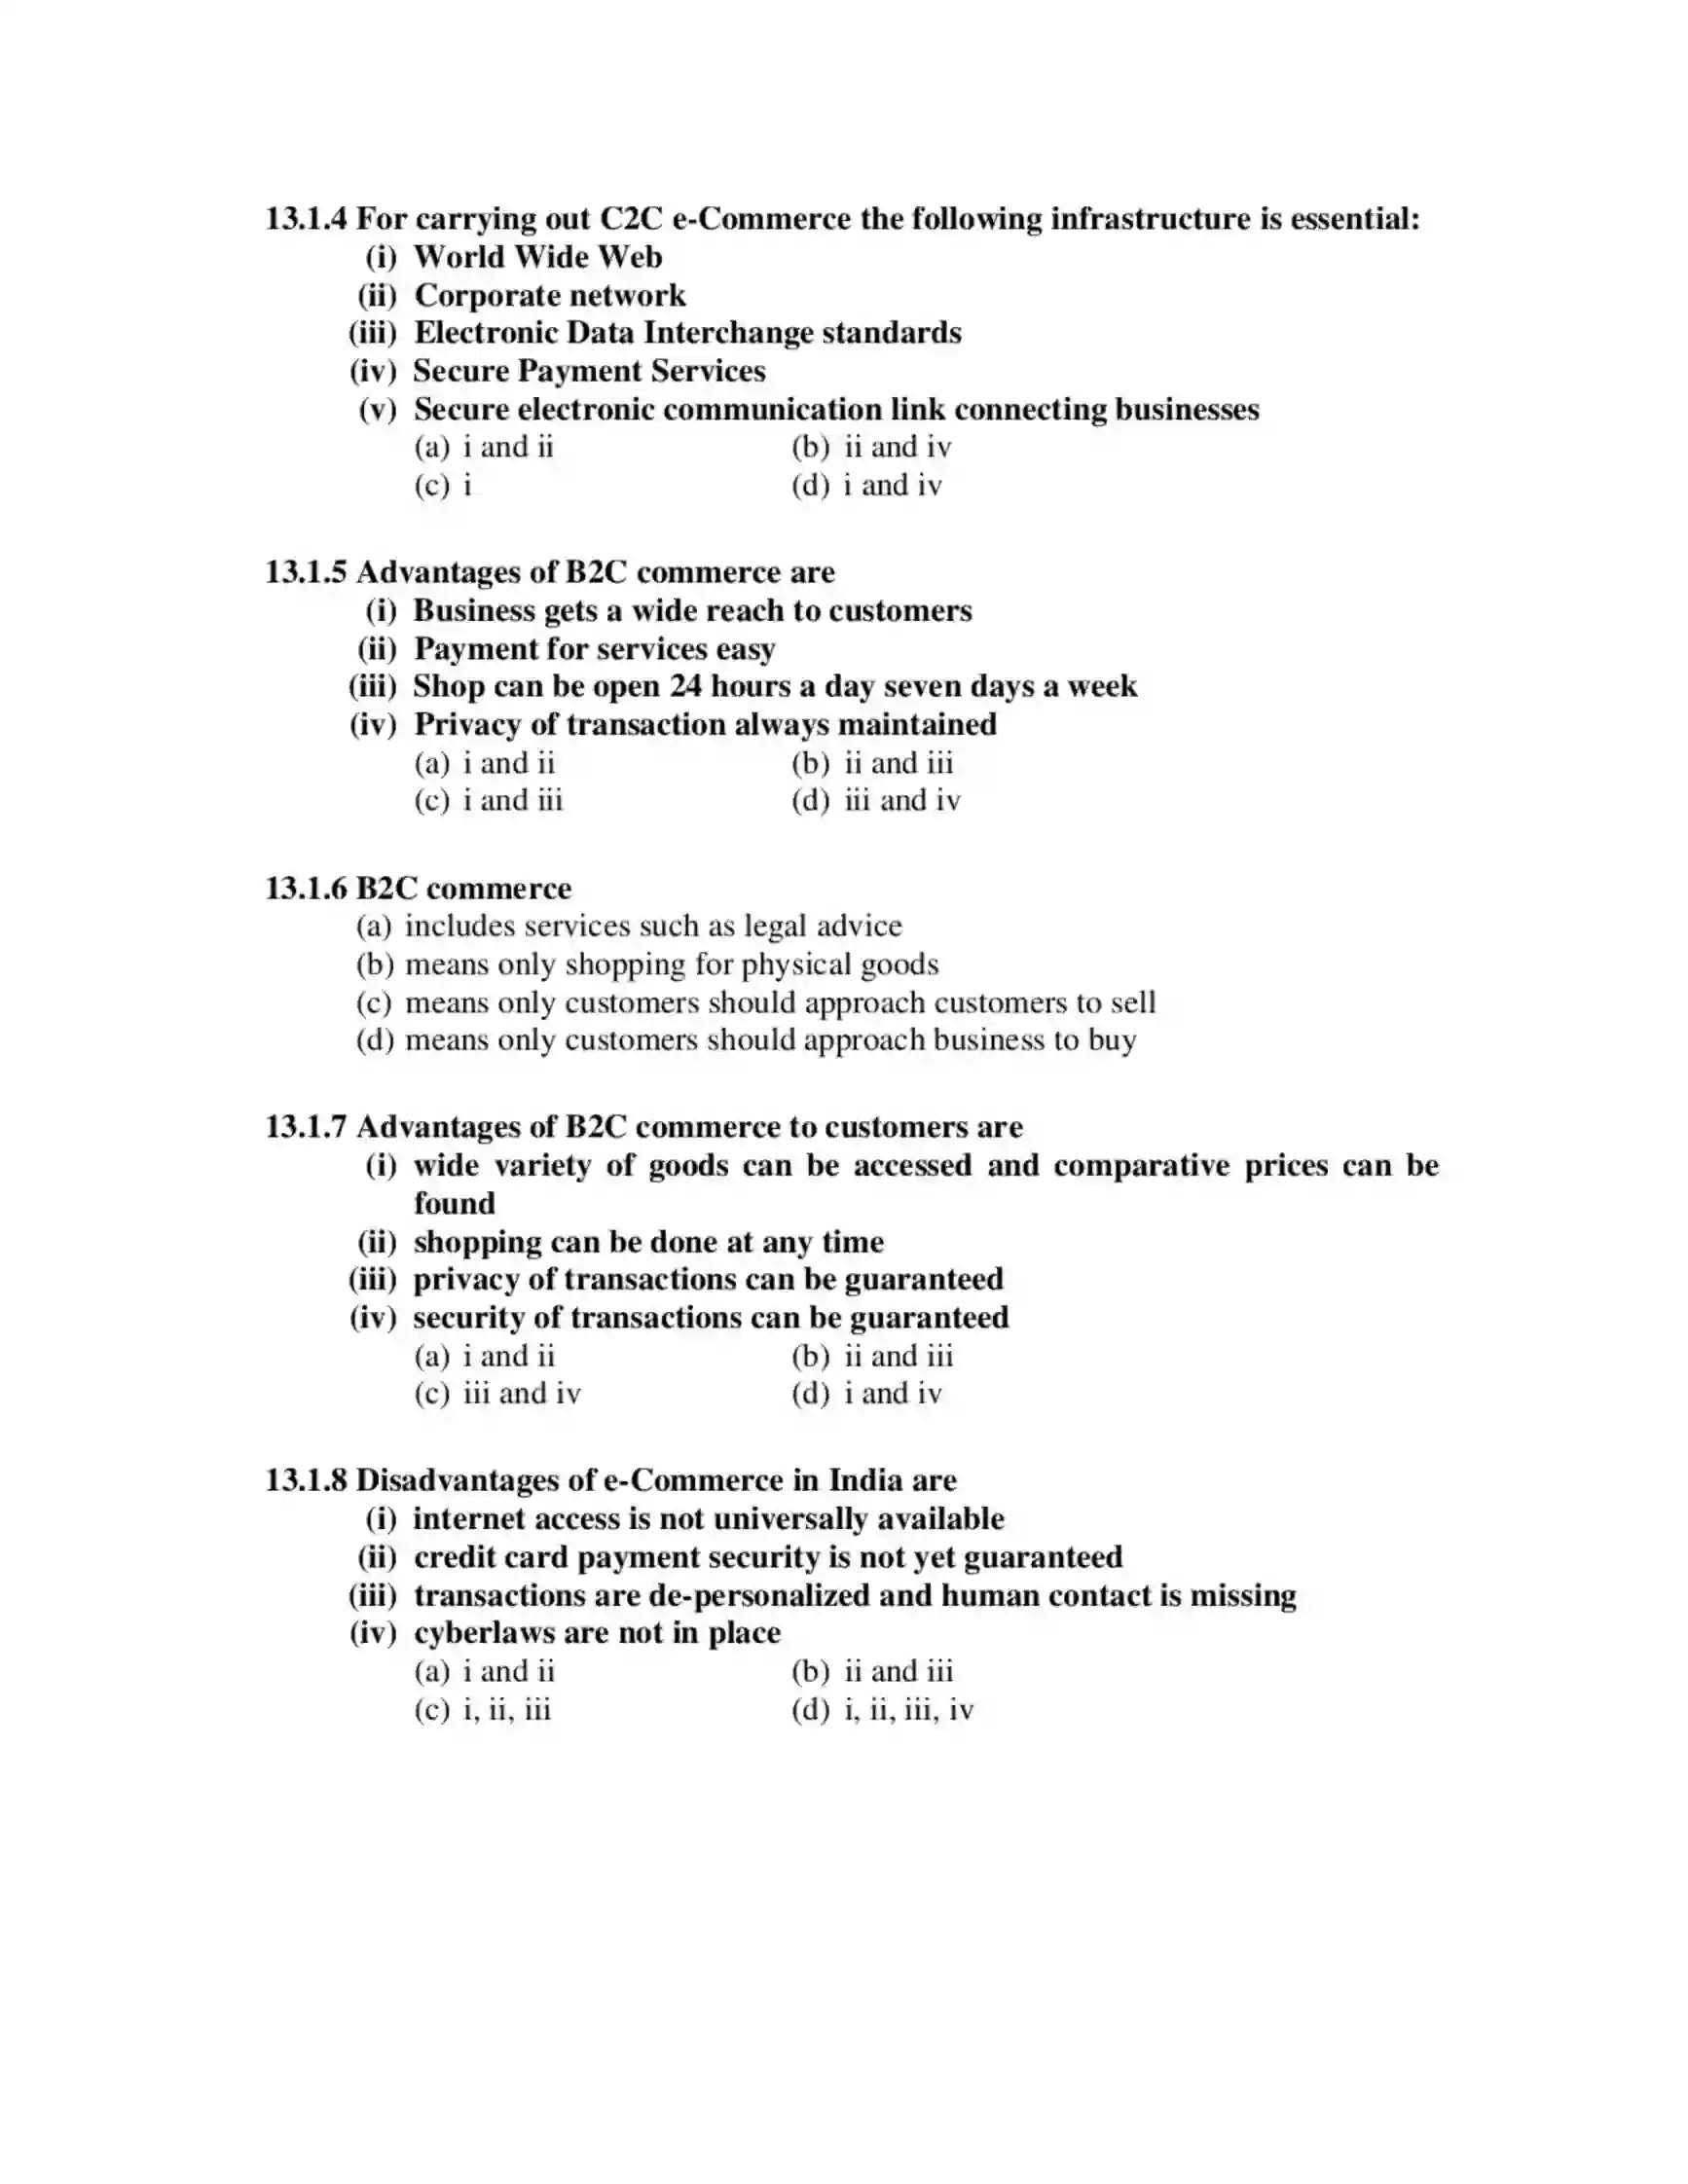 13.1.4 For carrying out C2C e-Commerce the following infrastructure is essential:
(i) World Wide Web
(ii) Corporate network
(iii) Electronic Data Interchange standards
(iv) Secure Payment Services
(v) Secure electronic communication link connecting businesses
(a) i and ii (b) ii and iv
(c) i (d) i and iv
13.1.5 Advantages of B2C commerce are
(i) Business gets a wide reach to customers
(ii) Payment for services easy
(iii) Shop can be open 24 hours a day seven days a week
(iv) Privacy of transaction always maintained
(a) i and ii (b) ii and iii
(c) i and iii (d) iii and iv
13.1.6 B2C commerce
(a) includes services such as legal advice
(b) means only shopping for physical goods
(c) means only customers should approach customers to sell
(d) means only customers should approach business to buy
13.1.7 Advantages of B2C commerce to customers are
(i) wide variety of goods can be accessed and comparative prices can be
found
(ii) shopping can be done at any time
(iii) privacy of transactions can be guaranteed
(iv) security of transactions can be guaranteed
(a) i and ii (b) ii and iii
(c) iii and iv (d) i and iv
13.1.8 Disadvantages of e-Commerce in India are
(i) internet access is not universally available
(ii) credit card payment security is not yet guaranteed
(iii) transactions are de-personalized and human contact is missing
(iv) cyberlaws are not in place
(a) i and ii (b) ii and iii
(c) i, ii, iii (d) i, ii, iii, iv